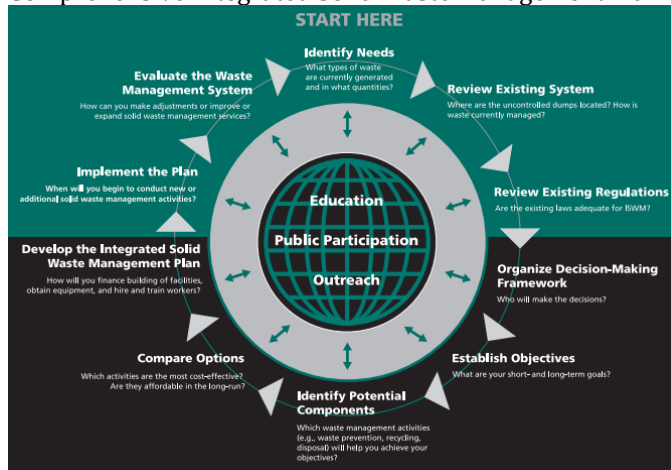 START HERE
Identify Needs
What types of waste
are currently generated
and in what quantities?
Review Existing System
Where are the uncontrolled dumps located? How is
waste currently managed?
Review Existing Regulations
Are the existing laws adequate for ISWM?
Organize Decision-Making
Framework
Who will make the decisions?
Establish Objectives
What are your short- and long-term goals?
Identify Potential
Components
Which waste management activities
(e.g., waste prevention, recycling,
disposal) will help you achieve your
objectives?
Compare Options
Which activities are the most cost-effective?
Are they affordable in the long-run?
Develop the Integrated Solid
Waste Management Plan
How will you finance building of facilities,
obtain equipment, and hire and train workers?
Implement the Plan
When will you begin to conduct new or
additional solid waste management activities?
Evaluate the Waste
Management System
How can you make adjustments or improve or
expand solid waste management services?
Education
Public Participation
Outreach